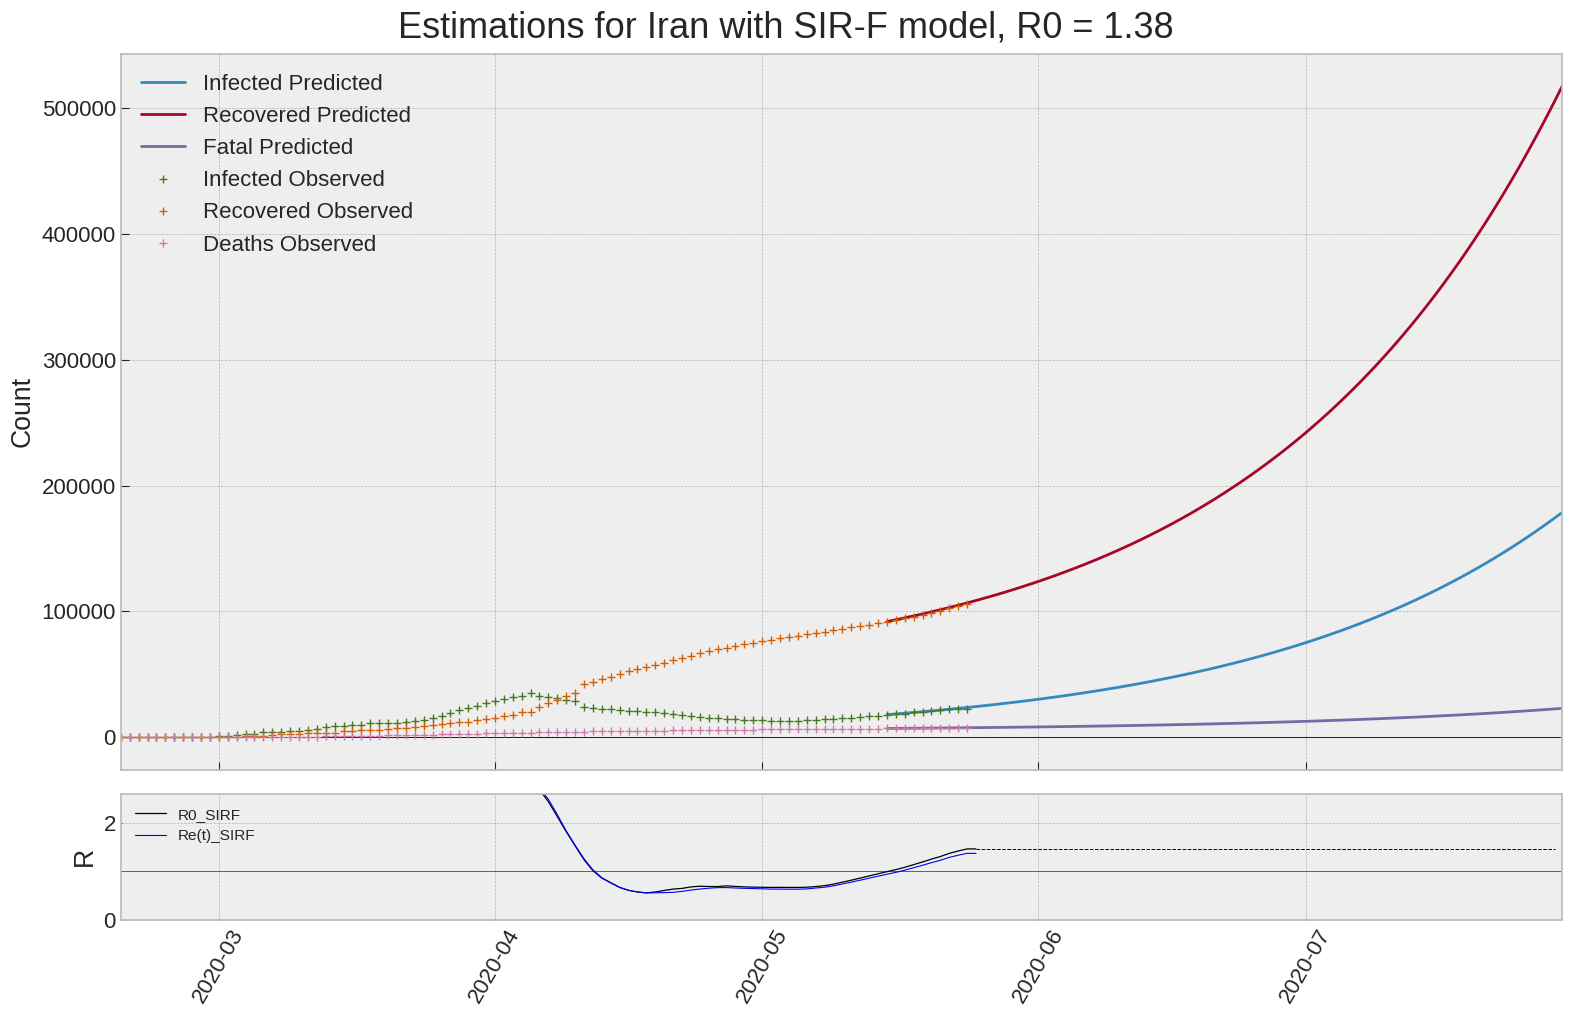 Estimations for Iran with SIR-F model, R0 = 1.38
Infected Predicted
Recovered Predicted
Fatal Predicted
Infected Observed
Recovered Observed
Deaths Observed
500000
400000
300000
200000
100000
0
Count
R0_SIRF
Re(t)_SIRF
2
0
R
2020-03
2020-04
2020-05
2020-06
2020-07